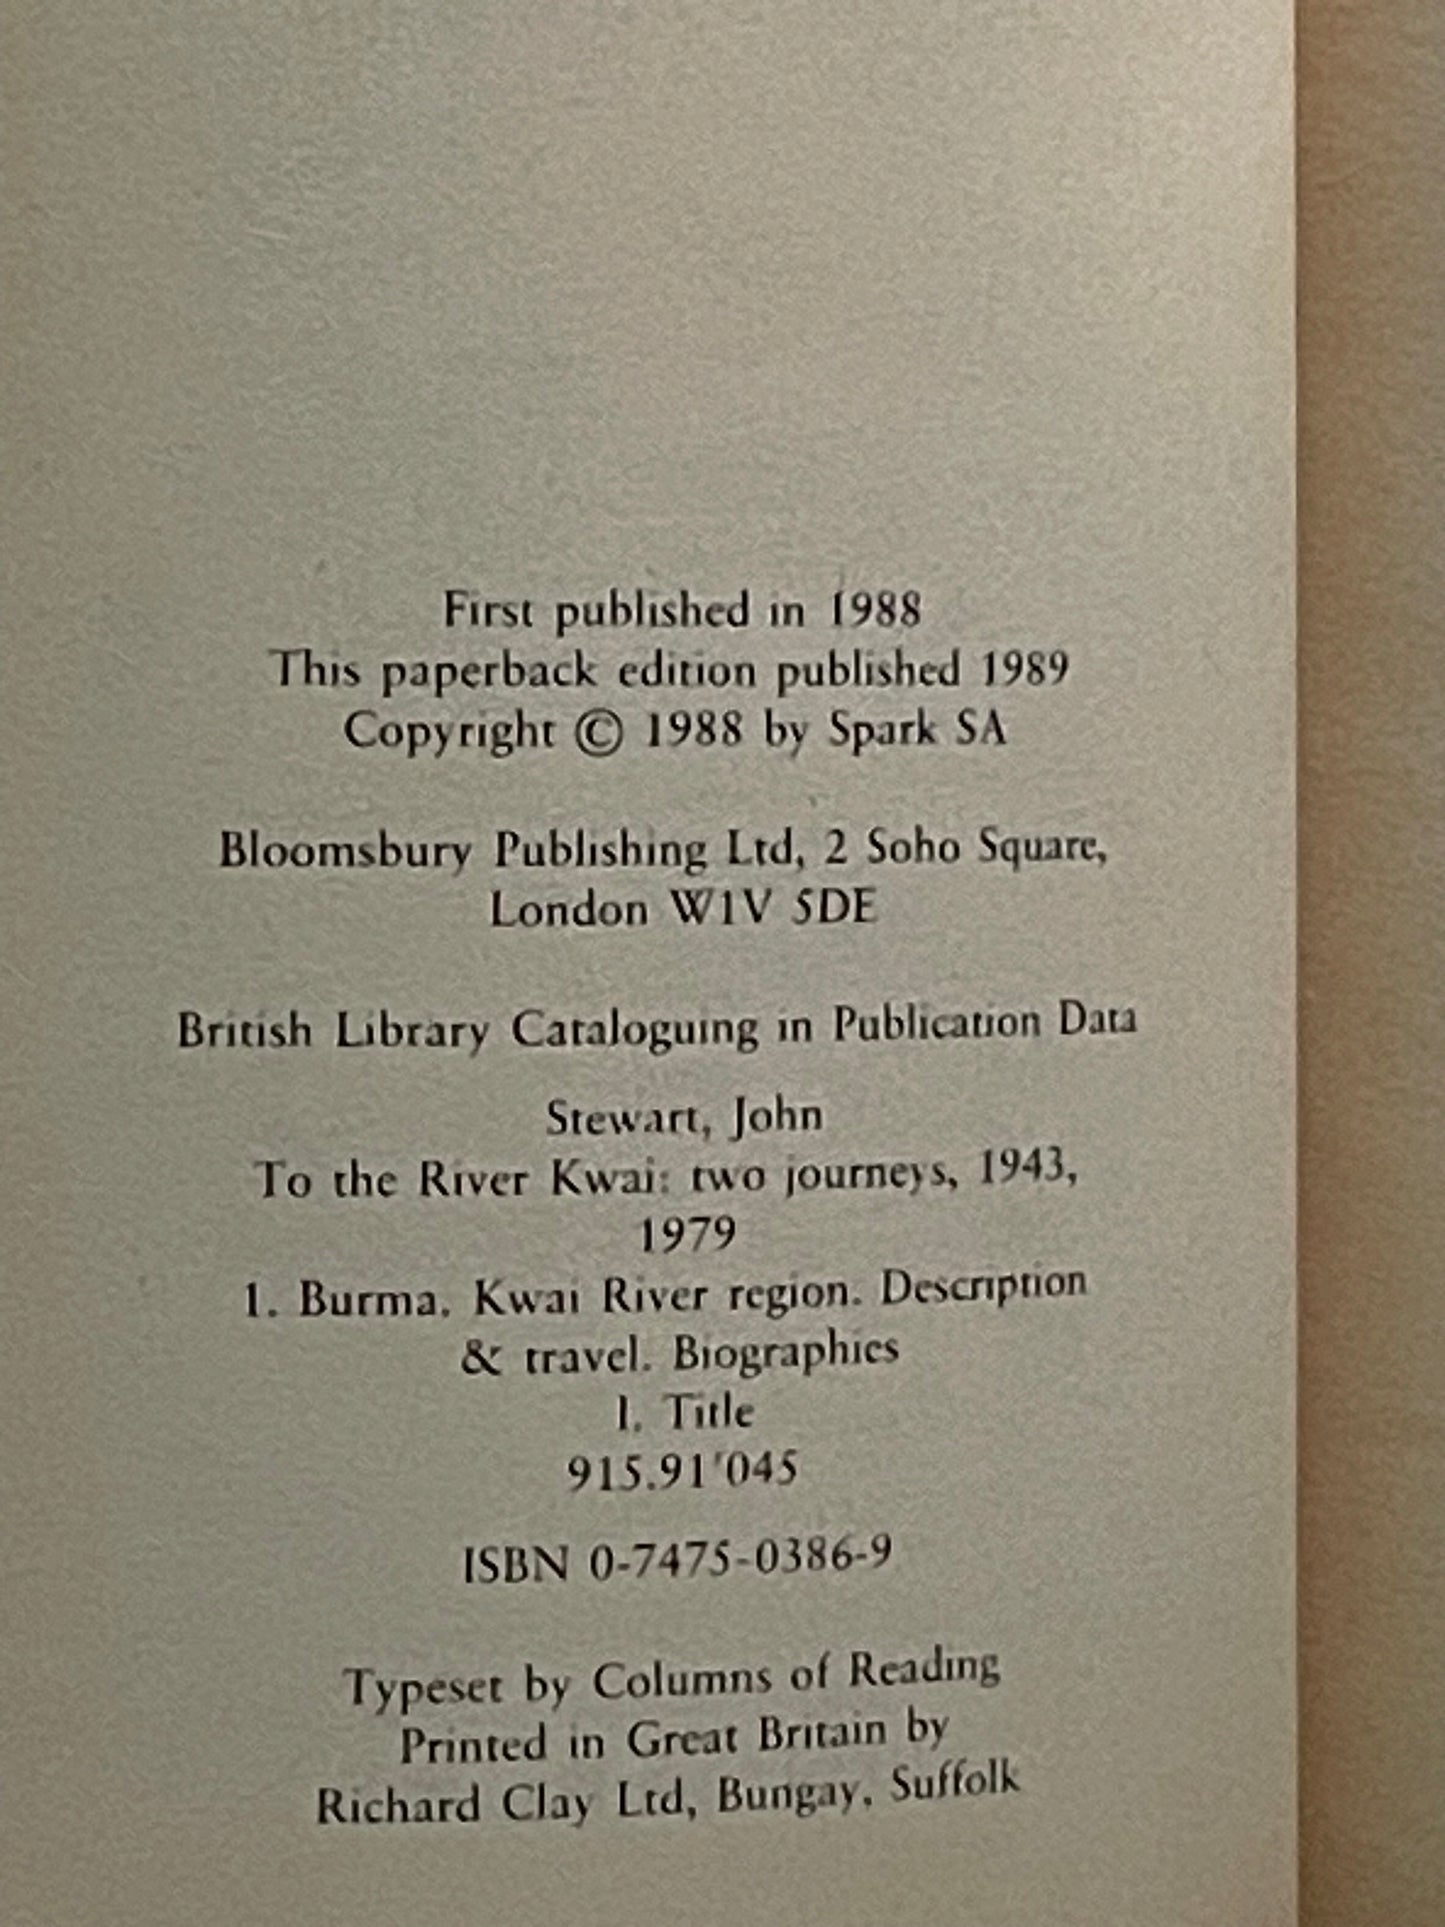 First published in 1988
This paperback edition published 1989
Copyright © 1988 by Spark SA
Bloomsbury Publishing Ltd, 2 Soho Square,
London W1V 5DE
British Library Cataloguing in Publication Data
Stewart, John
To the River Kwai: two journeys, 1943,
1979
1. Burma. Kwai River region. Description
& travel. Biographies
I. Title
915.91'045
ISBN 0-7475-0386-9
Typeset by Columns of Reading
Printed in Great Britain by
Richard Clay Ltd, Bungay, Suffolk